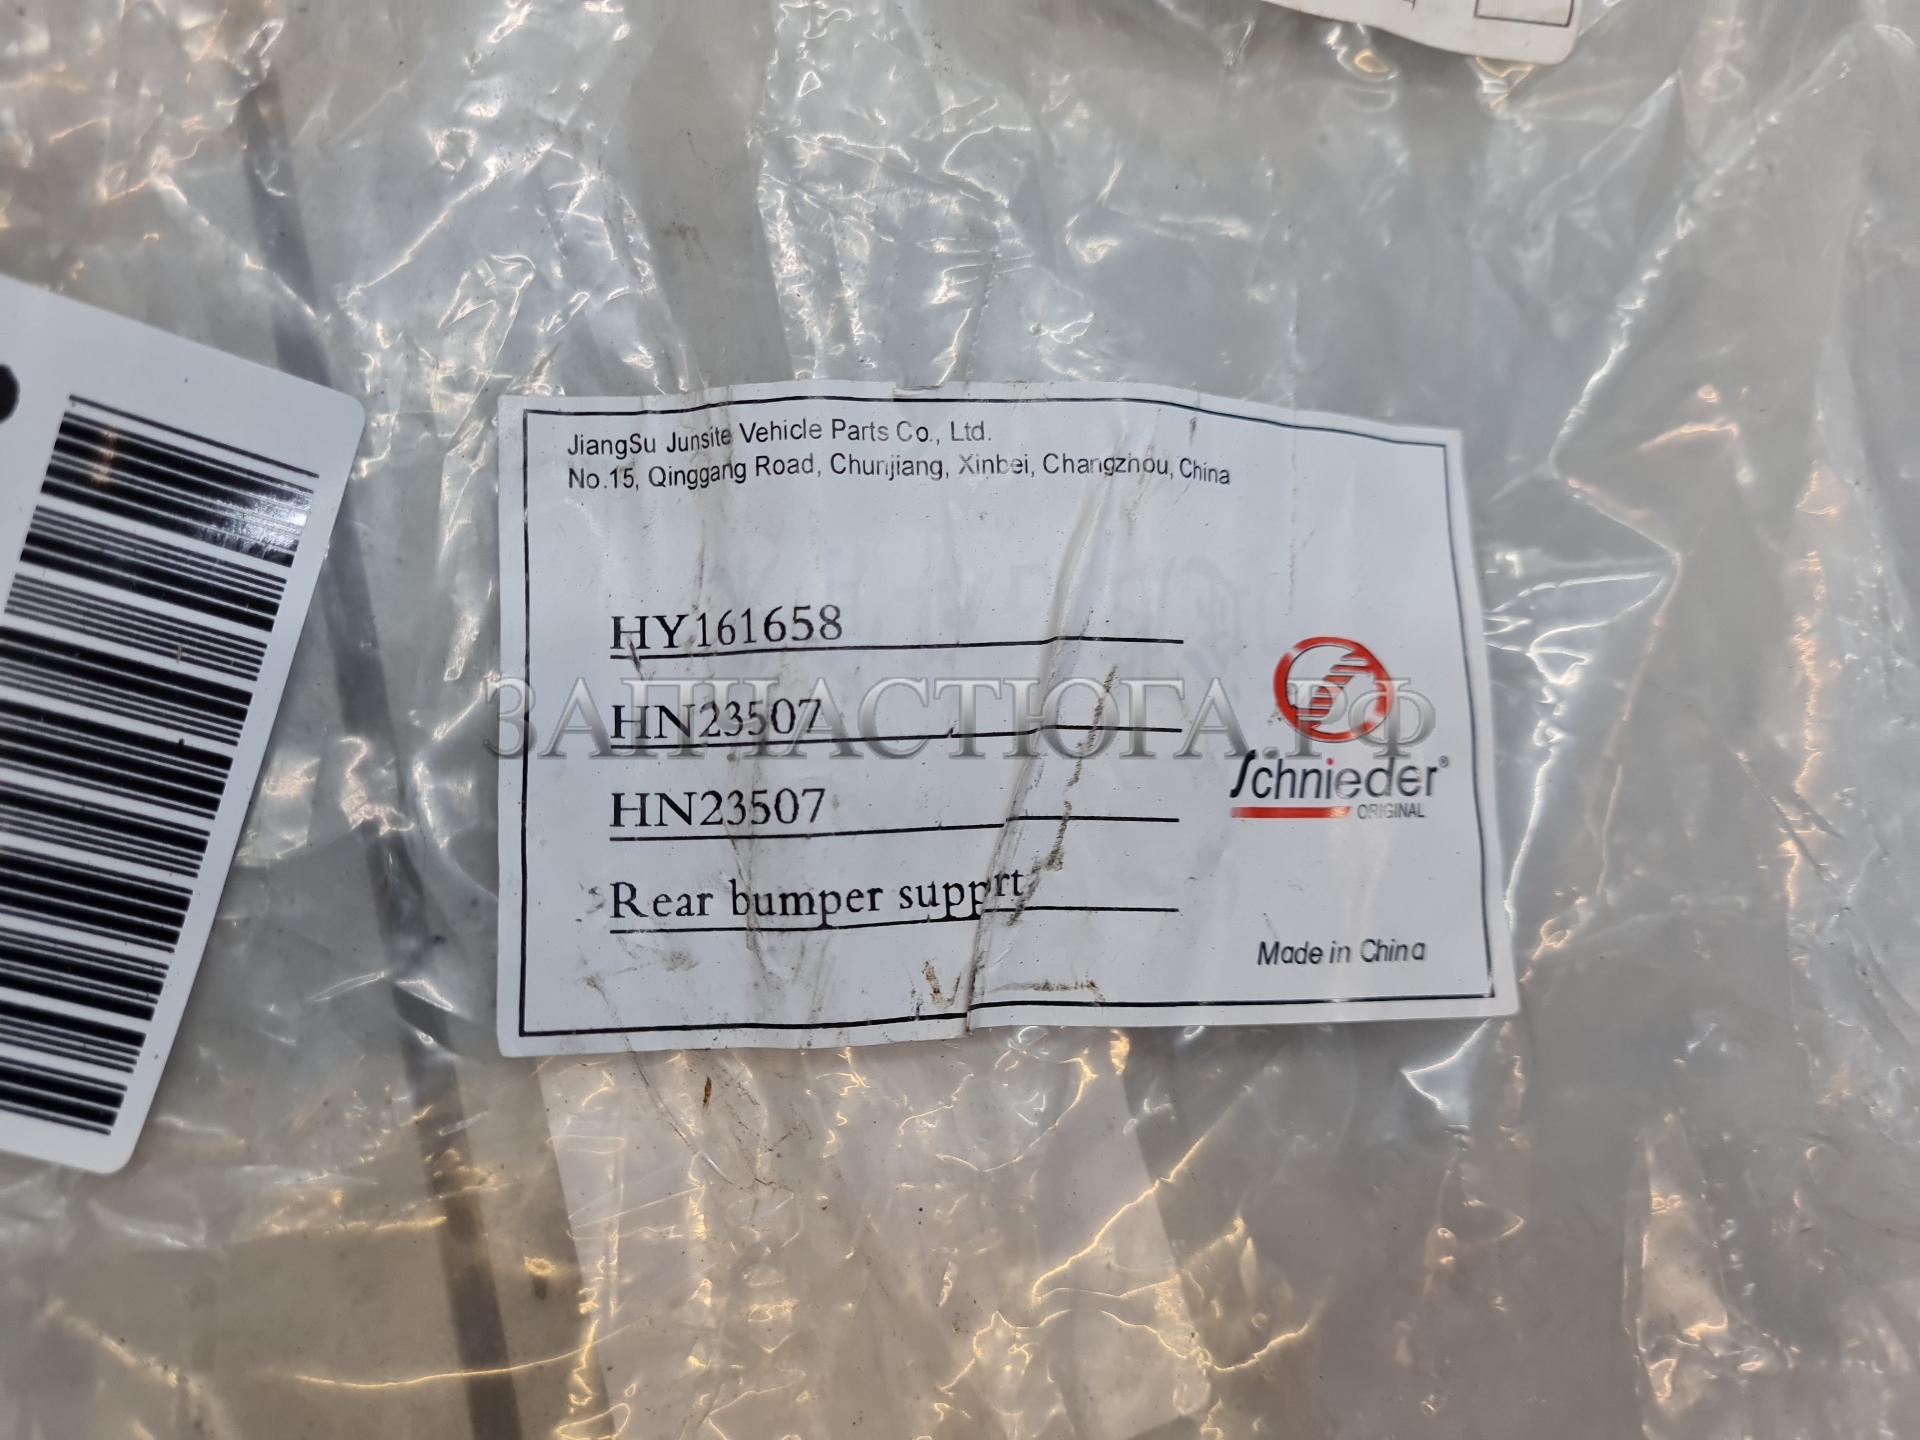 JiangSu Junsite Vehicle Parts Co., Ltd.
No.15, Qinggang Road, Chunjiang, Xinbei, Changzhou, China
HY161658
HN23507
HN23507
Rear bumper supprt
Schnieder®
ORIGINAL
Made in China
ЗАПЧАСТЮГА.РФ